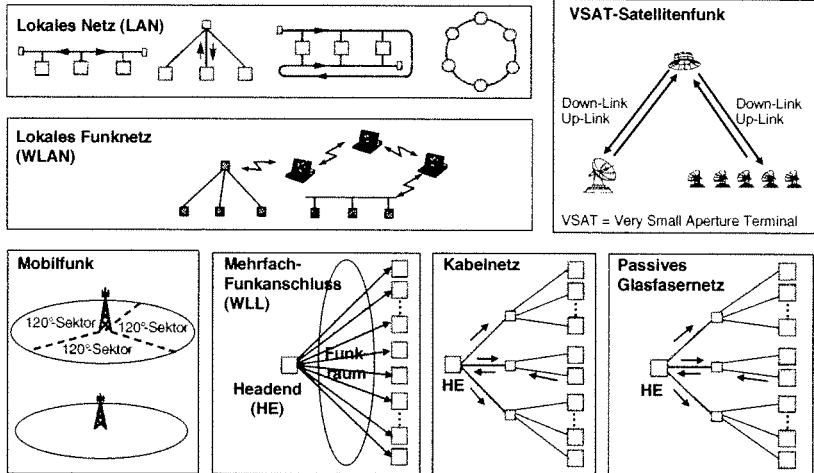 Lokales Netz (LAN)
VSAT-Satellitenfunk
Down-Link
Up-Link
Down-Link
Up-Link
VSAT = Very Small Aperture Terminal
Lokales Funknetz
(WLAN)
Mobilfunk
120°-Sektor
120°-Sektor
120°-Sektor
Mehrfach-
Funkanschluss
(WLL)
Funk
raum
Headend
(HE)
Kabelnetz
HE
Passives
Glasfasernetz
HE